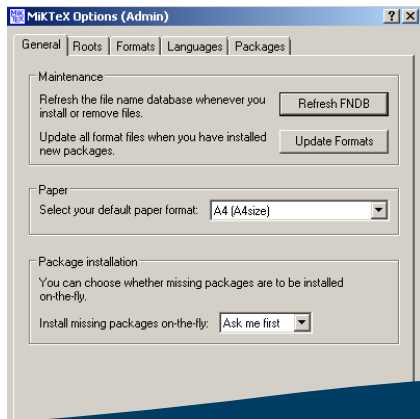 MiKTeX Options (Admin)
General Roots Formats Languages Packages
Maintenance
Refresh the file name database whenever you
install or remove files.
Refresh FNDB
Update all format files when you have installed
new packages.
Update Formats
Paper
Select your default paper format: A4 (A4size)
Package installation
You can choose whether missing packages are to be installed
on-the-fly.
Install missing packages on-the-fly: Ask me first